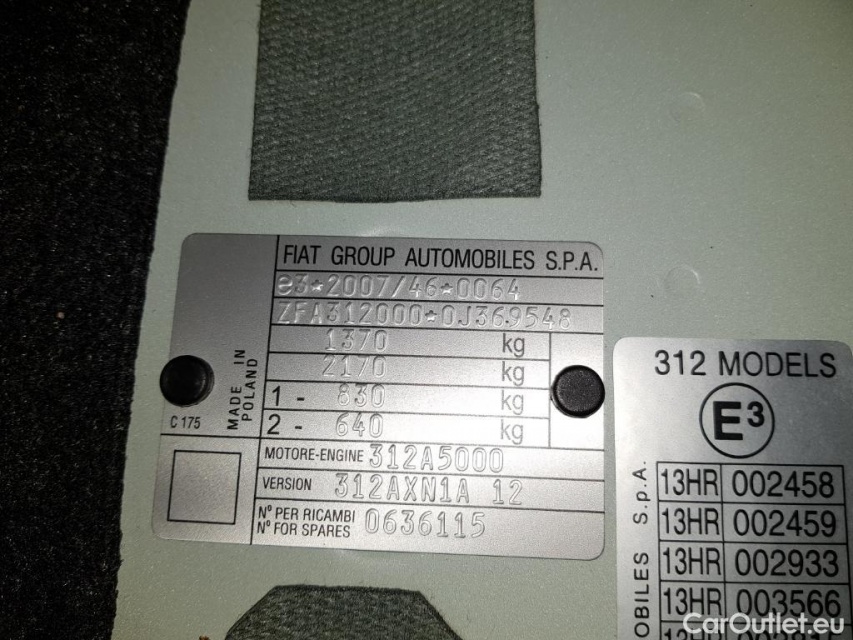 FIAT GROUP AUTOMOBILES S.P.A.
e3*2007/46*0064
ZFA312000*0J369548
1370 kg
2170 kg
1 - 830 kg
2 - 640 kg
MADE IN
POLAND
C 175
MOTORE-ENGINE 312A5000
VERSION 312AXN1A 12
N° PER RICAMBI
N° FOR SPARES 0636115
312 MODELS
E3
13HR 002458
13HR 002459
13HR 002933
13HR 003566
OBILES S.p.A.
CarOutlet.eu